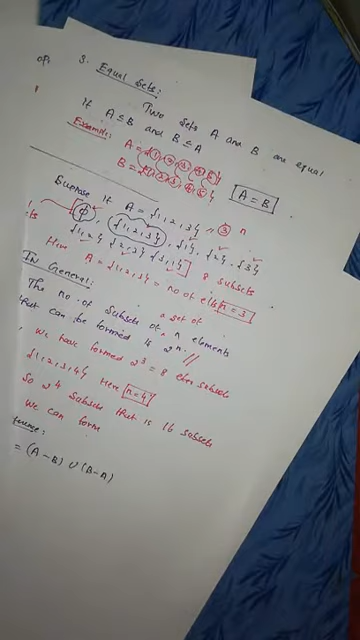 3. Equal Sets:
Two sets A and B are equal
if A ⊆ B and B ⊆ A
Example: A = {1, 2, 3, 4, 5}
B = {1, 2, 3, 4, 5}
A = B
Suppose if A = {1, 2, 3} n 3
ϕ, {1, 2, 3}, {1}, {2}, {3}
{1, 2} {2, 3} {3, 1} 8 subsets
Here A = {1, 2, 3} = no of n = 3
IN General:
The no of subsets of a set of n elements
that can be formed is 2ⁿ //
we have formed 2³ = 8 subsets
{1, 2, 3, 4} Here n = 4
So 2⁴ subsets that is 16 subsets
we can form
= (A − B) ∪ (B − A)